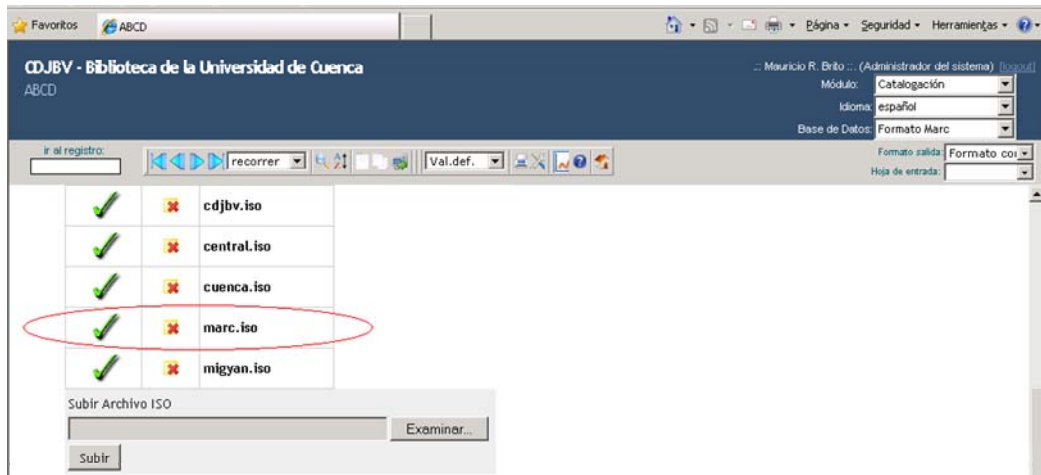 Favoritos ABCD Página Seguridad Herramientas
CDJBV - Biblioteca de la Universidad de Cuenca
ABCD
.:: Mauricio R. Brito ::. (Administrador del sistema) [logout]
Módulo: Catalogación
Idioma: español
Base de Datos: Formato Marc
ir al registro:
recorrer Val.def.
Formato salida: Formato co
Hoja de entrada:
cdjbv.iso
central.iso
cuenca.iso
marc.iso
migyan.iso
Subir Archivo ISO
Examinar...
Subir